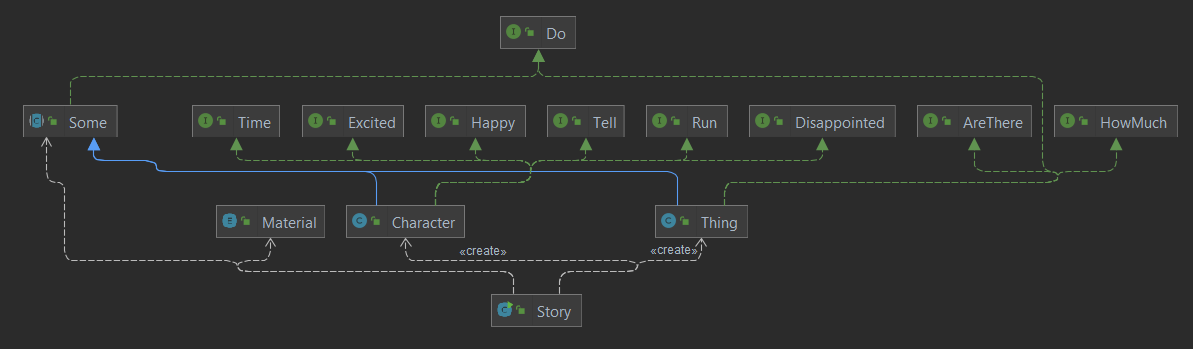 Do
Some
Time
Excited
Happy
Tell
Run
Disappointed
AreThere
HowMuch
Material
Character
Thing
«create»
«create»
Story